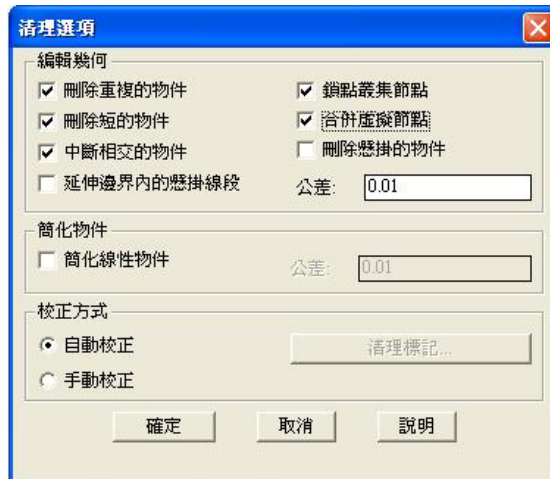 清理選項
編輯幾何
刪除重複的物件
鎖點叢集節點
刪除短的物件
合併虛擬節點
中斷相交的物件
刪除懸掛的物件
延伸邊界內的懸掛線段
公差: 0.01
簡化物件
簡化線性物件
公差: 0.01
校正方式
自動校正
清理標記...
手動校正
確定
取消
說明